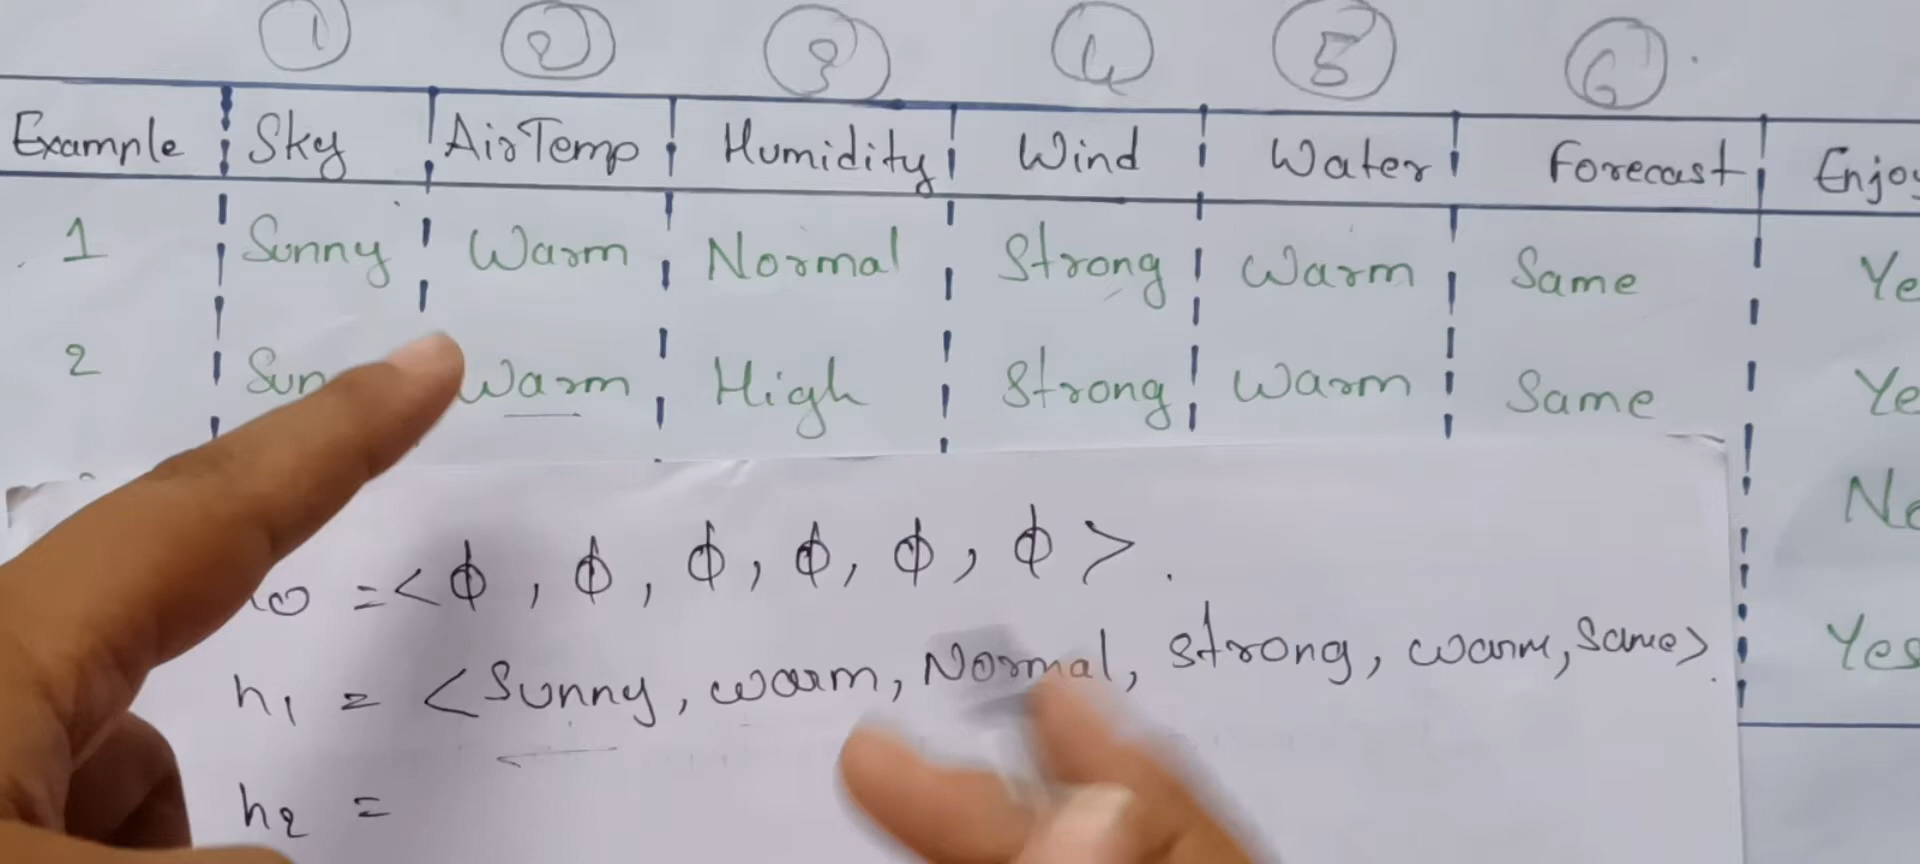 1 2 3 4 5 6
Example Sky AirTemp Humidity Wind Water Forecast
1 Sunny Warm Normal Strong Warm Same
2 Warm High Strong Warm Same
=<ϕ, ϕ, ϕ, ϕ, ϕ, ϕ>.
h1 = <Sunny, warm, Normal, strong, warm, Same>.
Yes
h2 =